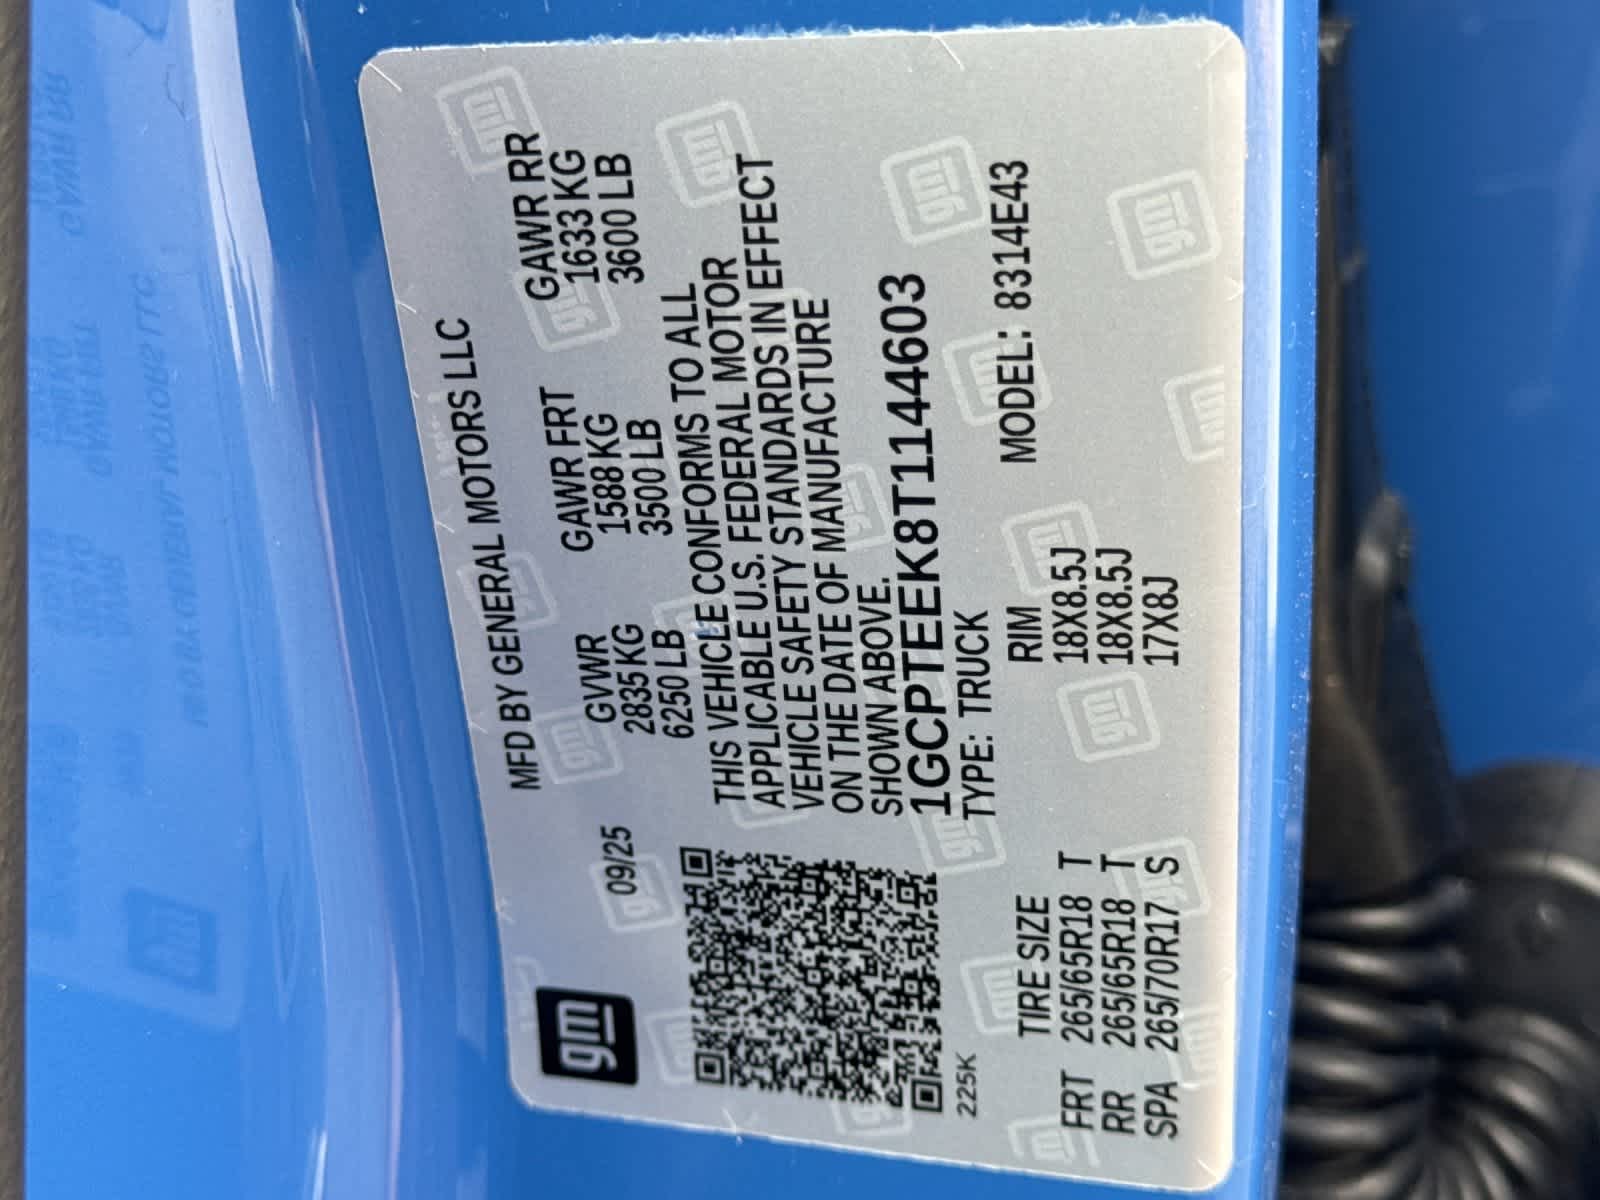 gm
09/25
MFD BY GENERAL MOTORS LLC
GVWR GAWR FRT GAWR RR
2835 KG 1588 KG 1633 KG
6250 LB 3500 LB 3600 LB
THIS VEHICLE CONFORMS TO ALL
APPLICABLE U.S. FEDERAL MOTOR
VEHICLE SAFETY STANDARDS IN EFFECT
ON THE DATE OF MANUFACTURE
SHOWN ABOVE.
1GCPTEEK8T1144603
TYPE: TRUCK MODEL: 8314E43
225K
TIRE SIZE RIM
FRT 265/65R18 T 18X8.5J
RR 265/65R18 T 18X8.5J
SPA 265/70R17 S 17X8J